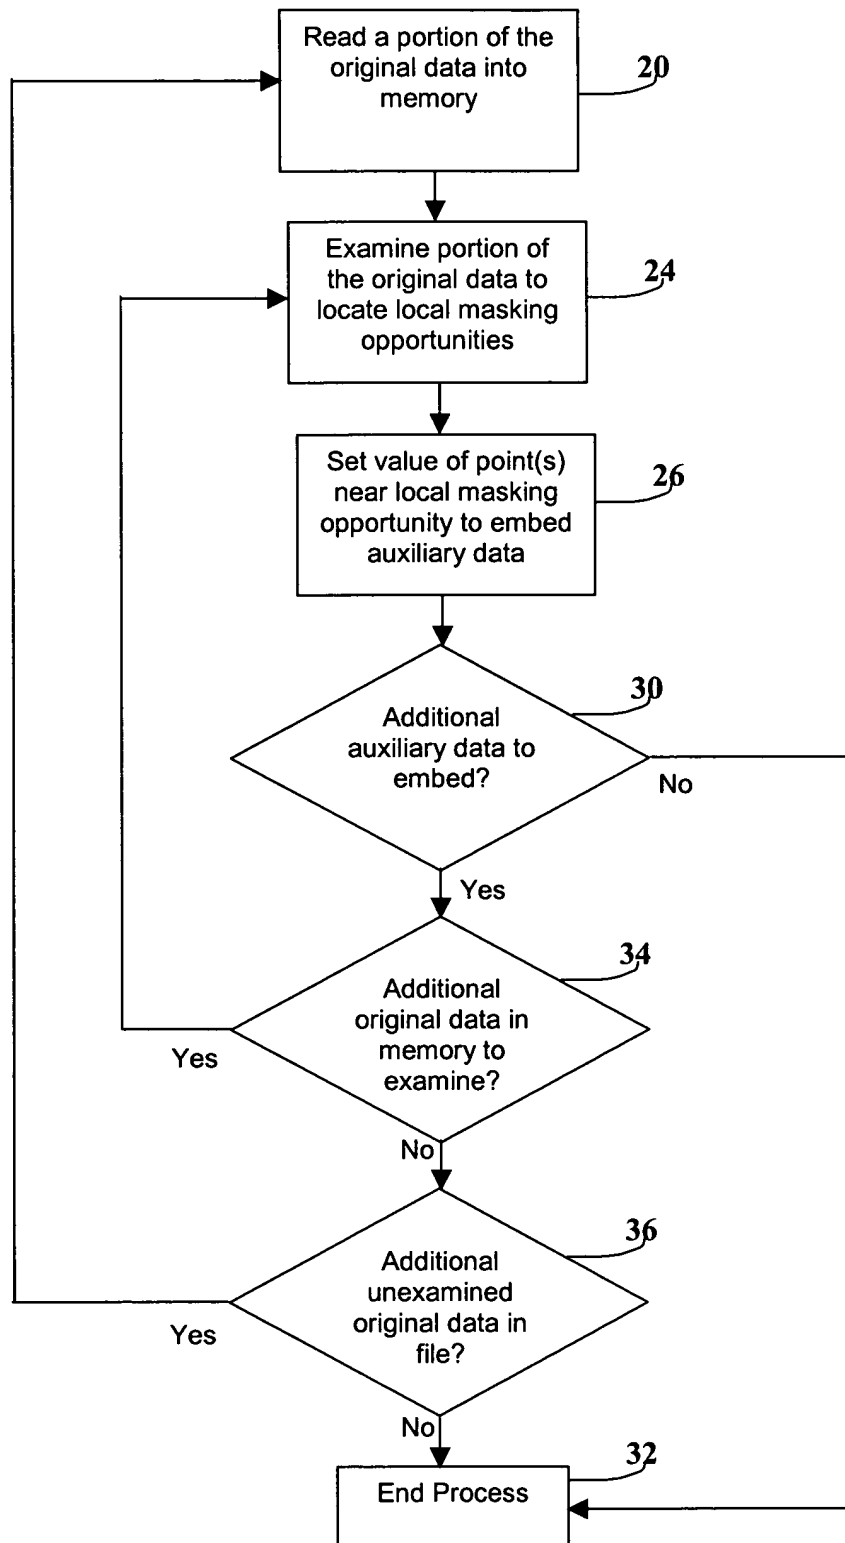 Read a portion of the
original data into
memory
20
Examine portion of
the original data to
locate local masking
opportunities
24
Set value of point(s)
near local masking
opportunity to embed
auxiliary data
26
30
Additional
auxiliary data to
embed?
No
Yes
34
Additional
original data in
memory to
examine?
Yes
No
36
Additional
unexamined
original data in
file?
Yes
No
32
End Process